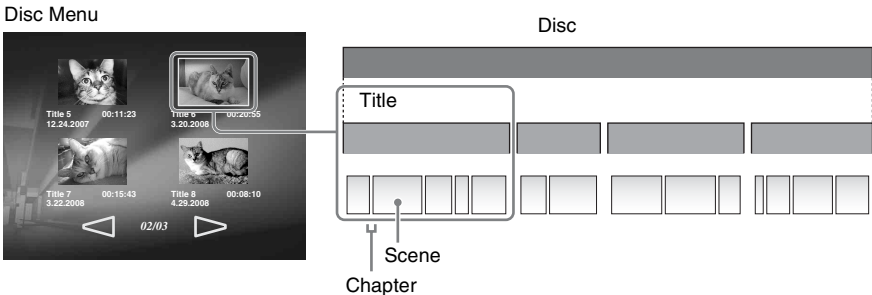 Disc Menu
Disc
Title 5 00:11:23
12.24.2007
Title 6 00:20:55
3.20.2008
Title 7 00:15:43
3.22.2008
Title 8 00:08:10
4.29.2008
02/03
Title
Scene
Chapter